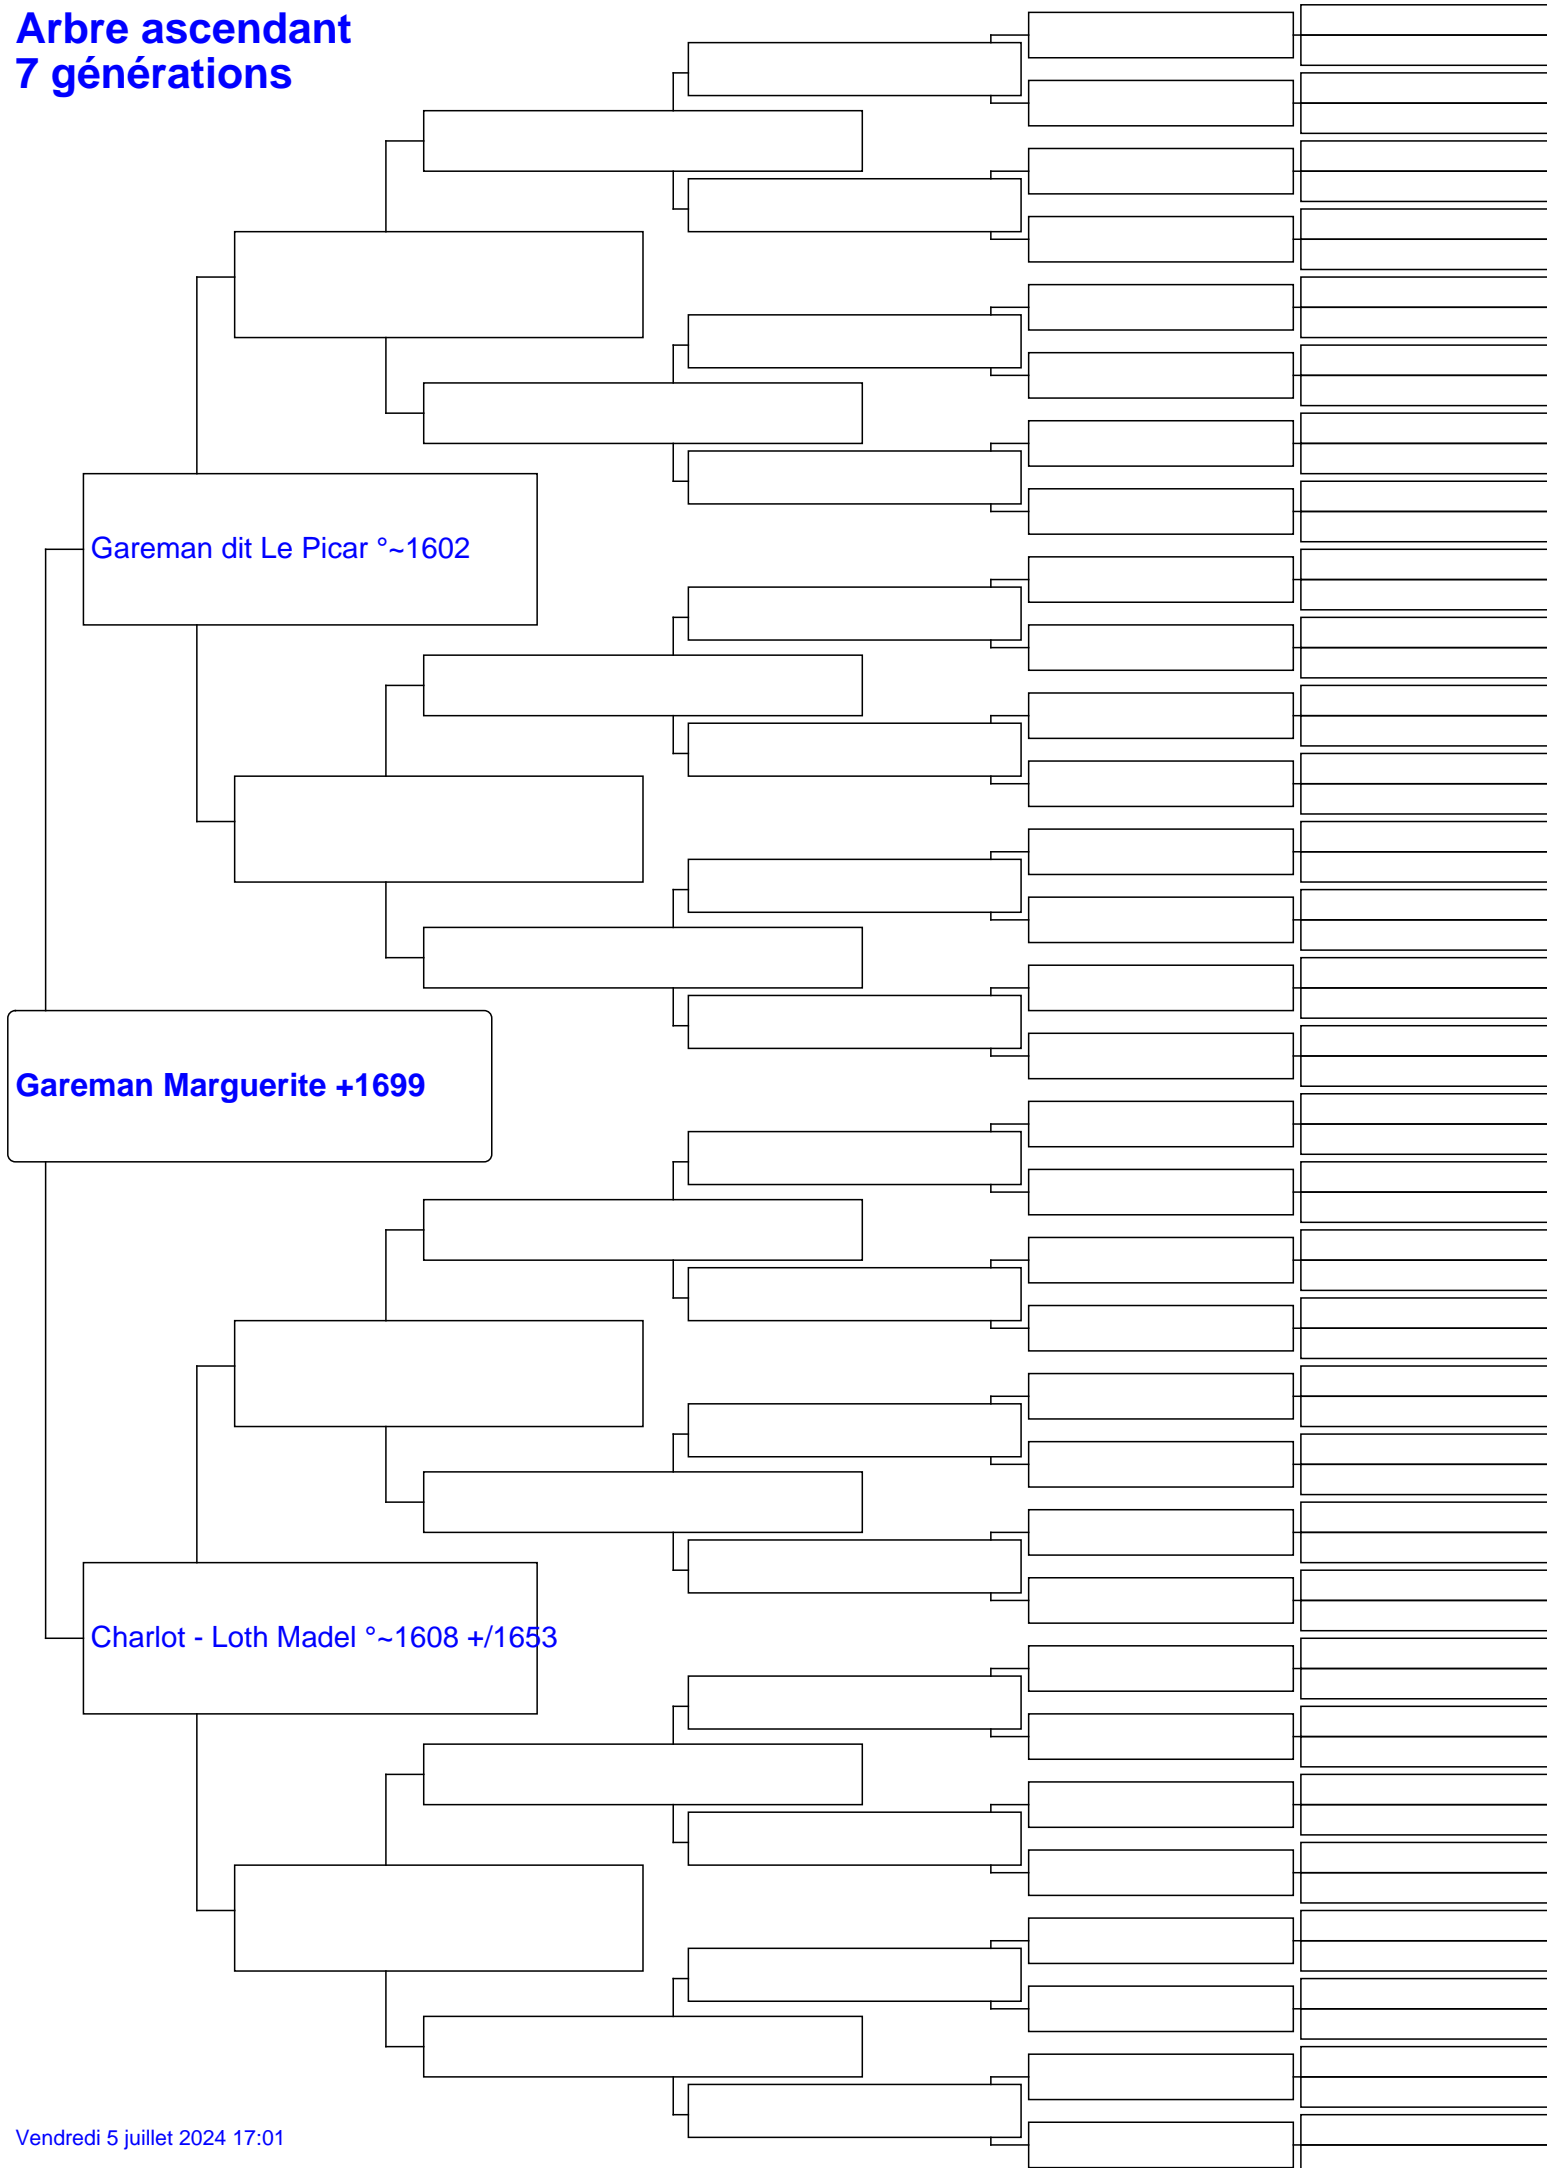 Arbre ascendant
7 générations
Gareman dit Le Picar °~1602
Gareman Marguerite +1699
Charlot - Loth Madel °~1608 +/1653
Vendredi 5 juillet 2024 17:01